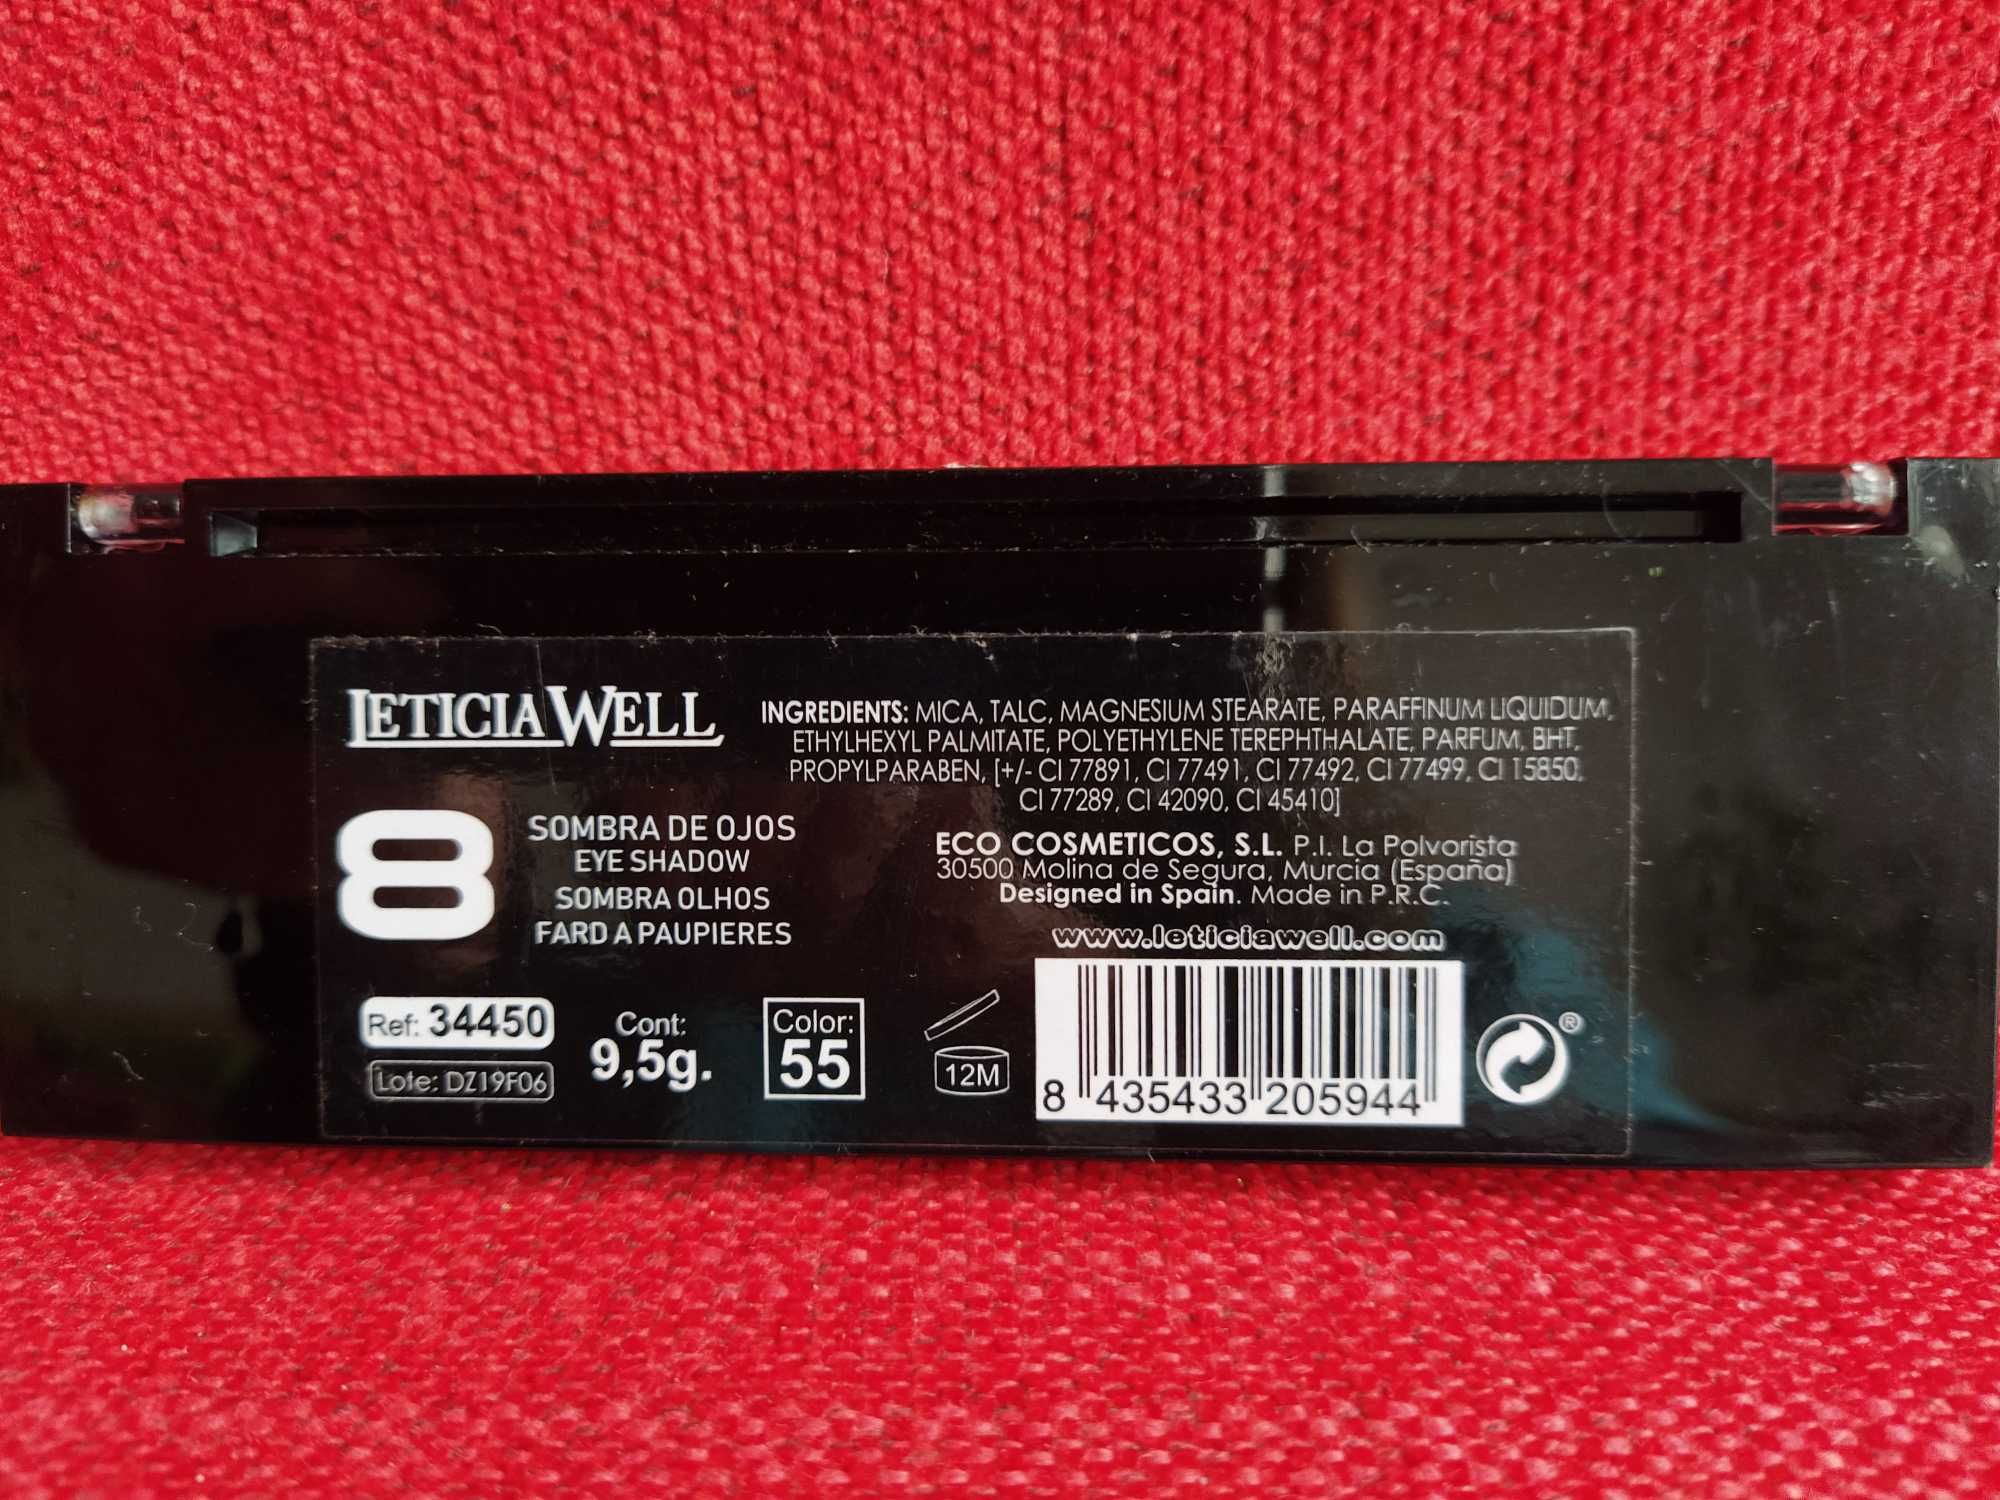 LETICIA WELL
INGREDIENTS: MICA, TALC, MAGNESIUM STEARATE, PARAFFINUM LIQUIDUM,
ETHYLHEXYL PALMITATE, POLYETHYLENE TEREPHTHALATE, PARFUM, BHT,
PROPYLPARABEN, [+/- CI 77891, CI 77491, CI 77492, CI 77499, CI 15850,
CI 77289, CI 42090, CI 45410]
8
SOMBRA DE OJOS
EYE SHADOW
SOMBRA OLHOS
FARD A PAUPIERES
ECO COSMETICOS, S.L. P.I. La Polvorista
30500 Molina de Segura, Murcia (España)
Designed in Spain. Made in P.R.C.
www.leticiawell.com
Ref: 34450
Lote: DZ19F06
Cont:
9,5g.
Color:
55
12M
8 435433 205944
®